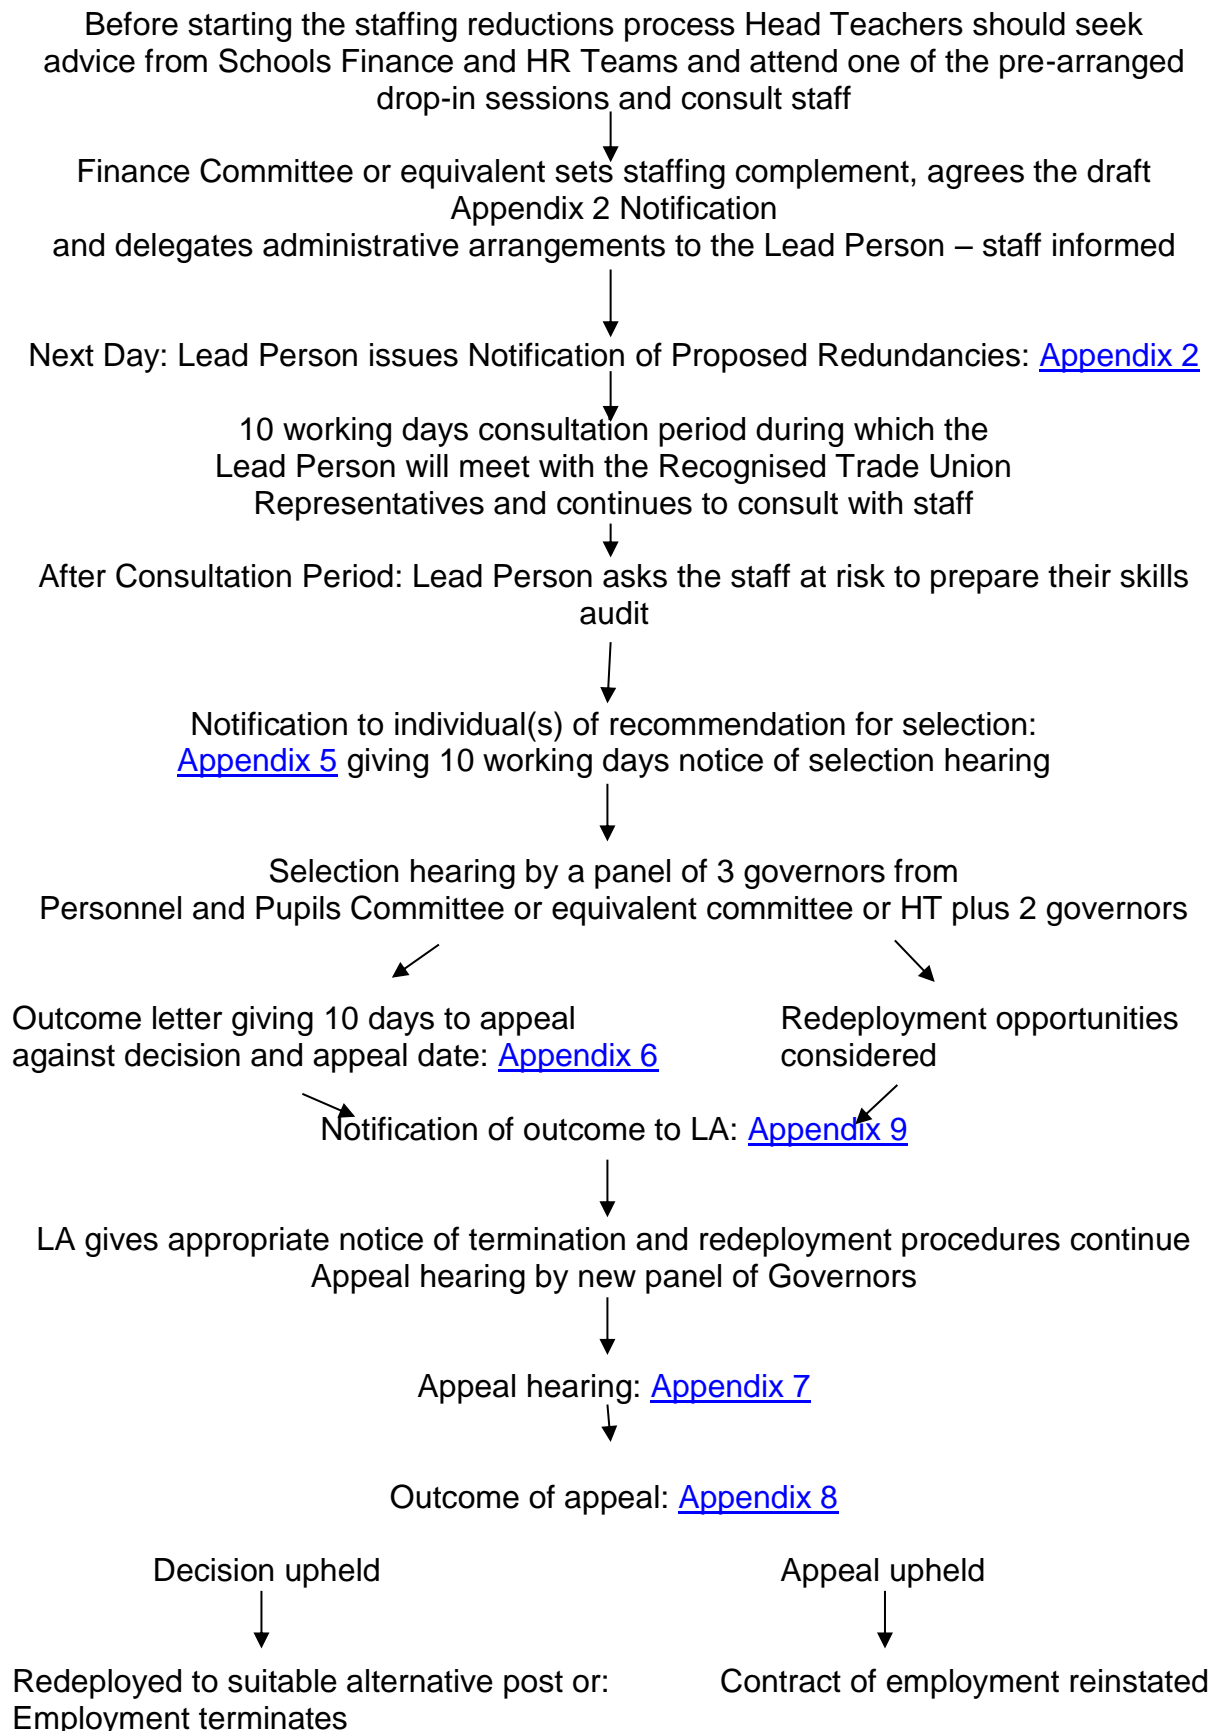 Before starting the staffing reductions process Head Teachers should seek
advice from Schools Finance and HR Teams and attend one of the pre-arranged
drop-in sessions and consult staff
Finance Committee or equivalent sets staffing complement, agrees the draft
Appendix 2 Notification
and delegates administrative arrangements to the Lead Person – staff informed
Next Day: Lead Person issues Notification of Proposed Redundancies: Appendix 2
10 working days consultation period during which the
Lead Person will meet with the Recognised Trade Union
Representatives and continues to consult with staff
After Consultation Period: Lead Person asks the staff at risk to prepare their skills
audit
Notification to individual(s) of recommendation for selection:
Appendix 5 giving 10 working days notice of selection hearing
Selection hearing by a panel of 3 governors from
Personnel and Pupils Committee or equivalent committee or HT plus 2 governors
Outcome letter giving 10 days to appeal
against decision and appeal date: Appendix 6
Redeployment opportunities
considered
Notification of outcome to LA: Appendix 9
LA gives appropriate notice of termination and redeployment procedures continue
Appeal hearing by new panel of Governors
Appeal hearing: Appendix 7
Outcome of appeal: Appendix 8
Decision upheld
Appeal upheld
Redeployed to suitable alternative post or:
Employment terminates
Contract of employment reinstated